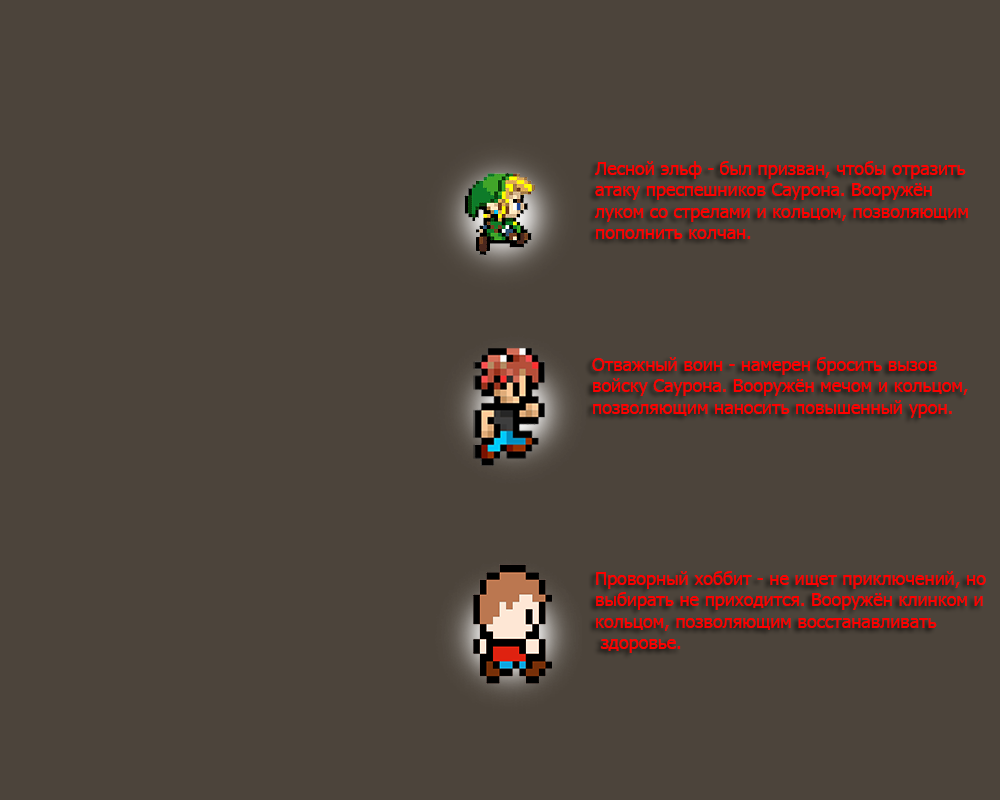 Лесной эльф - был призван, чтобы отразить
атаку преспешников Саурона. Вооружён
луком со стрелами и кольцом, позволяющим
пополнить колчан.
Отважный воин - намерен бросить вызов
войску Саурона. Вооружён мечом и кольцом,
позволяющим наносить повышенный урон.
Проворный хоббит - не ищет приключений, но
выбирать не приходится. Вооружён клинком и
кольцом, позволяющим восстанавливать
здоровье.